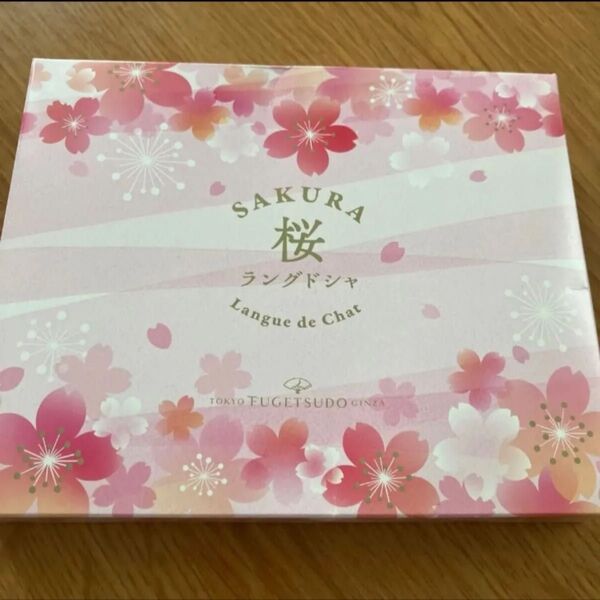 SAKURA
桜
ラングドシャ
Langue de Chat
TOKYO FUGETSUDO GINZA